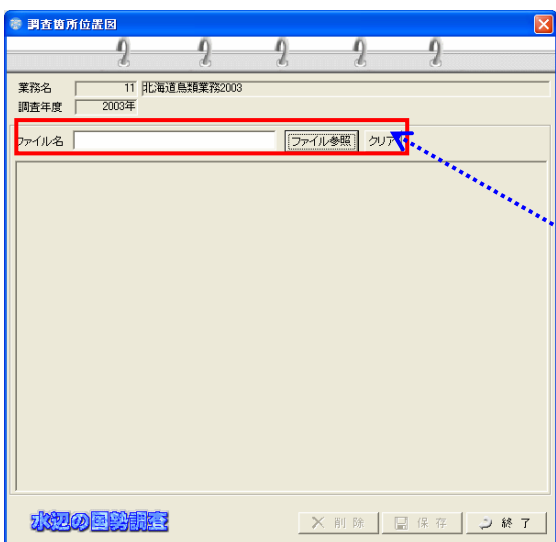 調査箇所位置図
業務名 11 北海道鳥類業務2003
調査年度 2003年
ファイル名 ファイル参照 クリア
水辺の国勢調査 削除 保存 終了